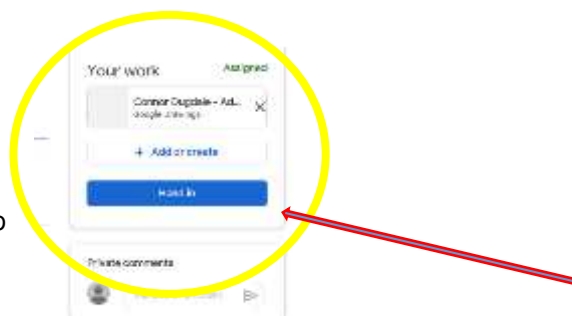 Your work Assigned
Connor Dugdale - Ad...
Google Drawings
+ Add or create
Hand in
Private comments